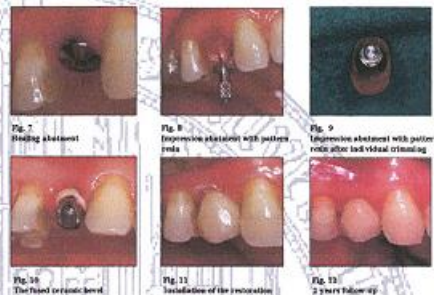 Fig. 7
Healing abutment
Fig. 8
Impression abutment with pattern
resin
Fig. 9
Impression abutment with patter
resin after individual trimming
Fig. 10
The fused ceramic bevel
Fig. 11
Installation of the restoration
Fig. 12
2 years follow-up